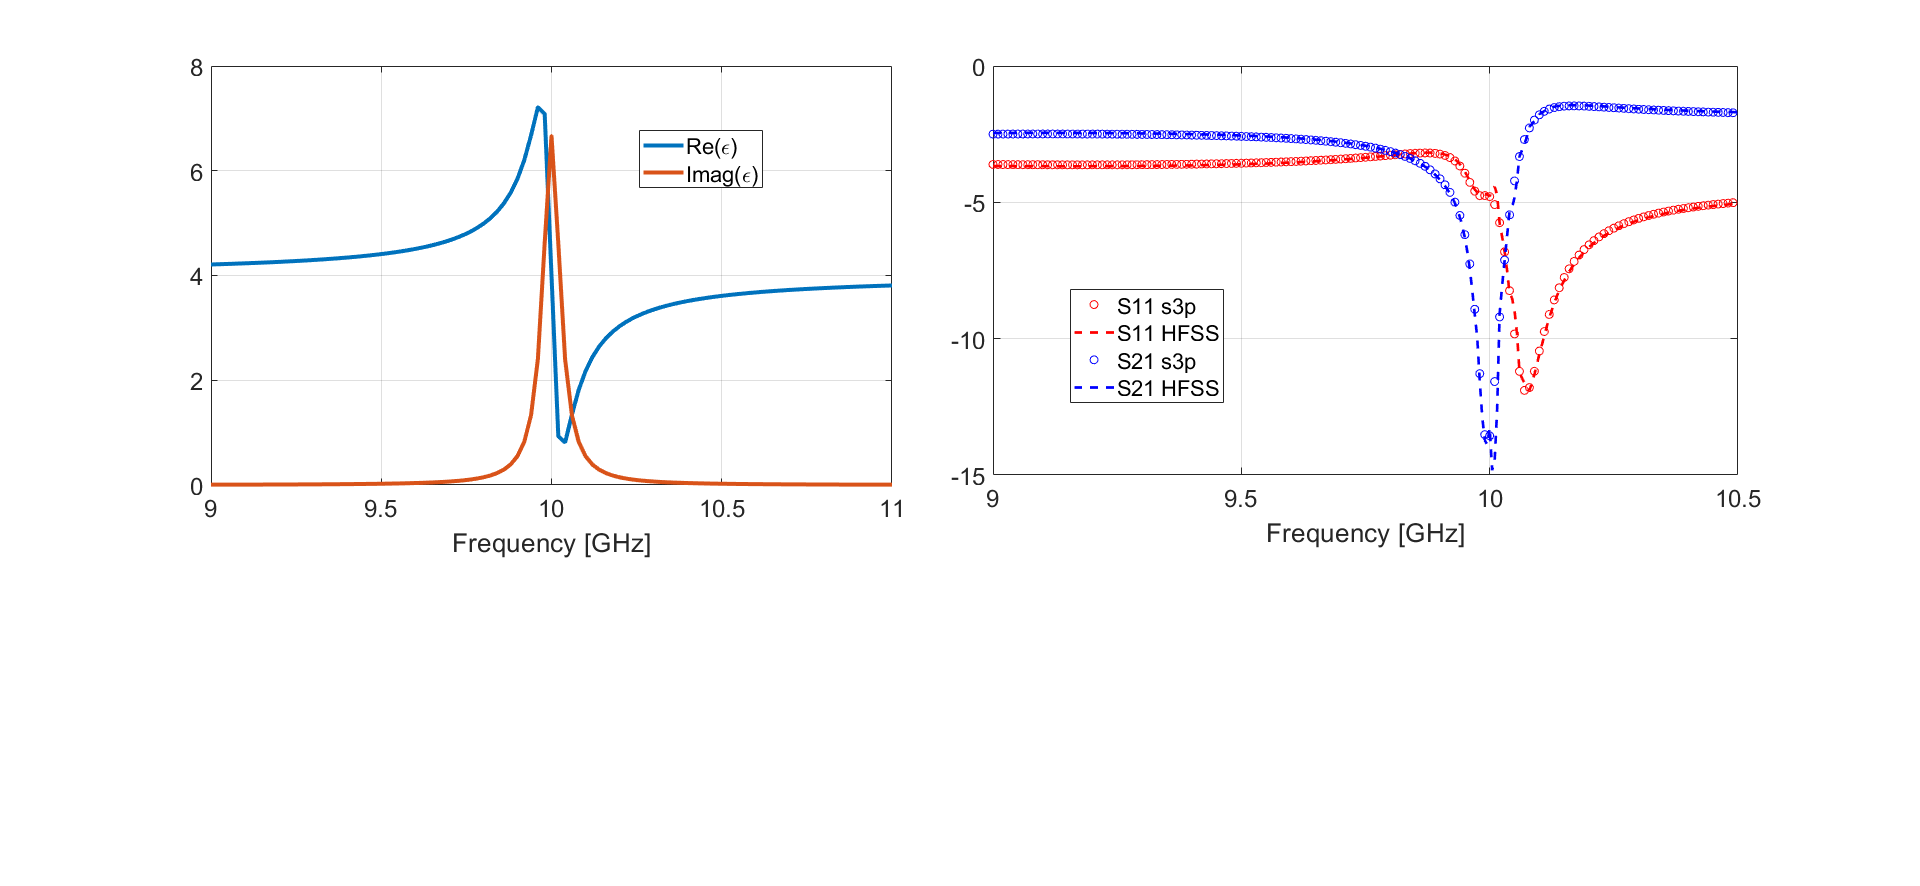 8
6
4
2
0
9
9.5
10
10.5
11
Frequency [GHz]
Re(ϵ)
Imag(ϵ)
0
-5
-10
-15
9
9.5
10
10.5
Frequency [GHz]
S11 s3p
S11 HFSS
S21 s3p
S21 HFSS